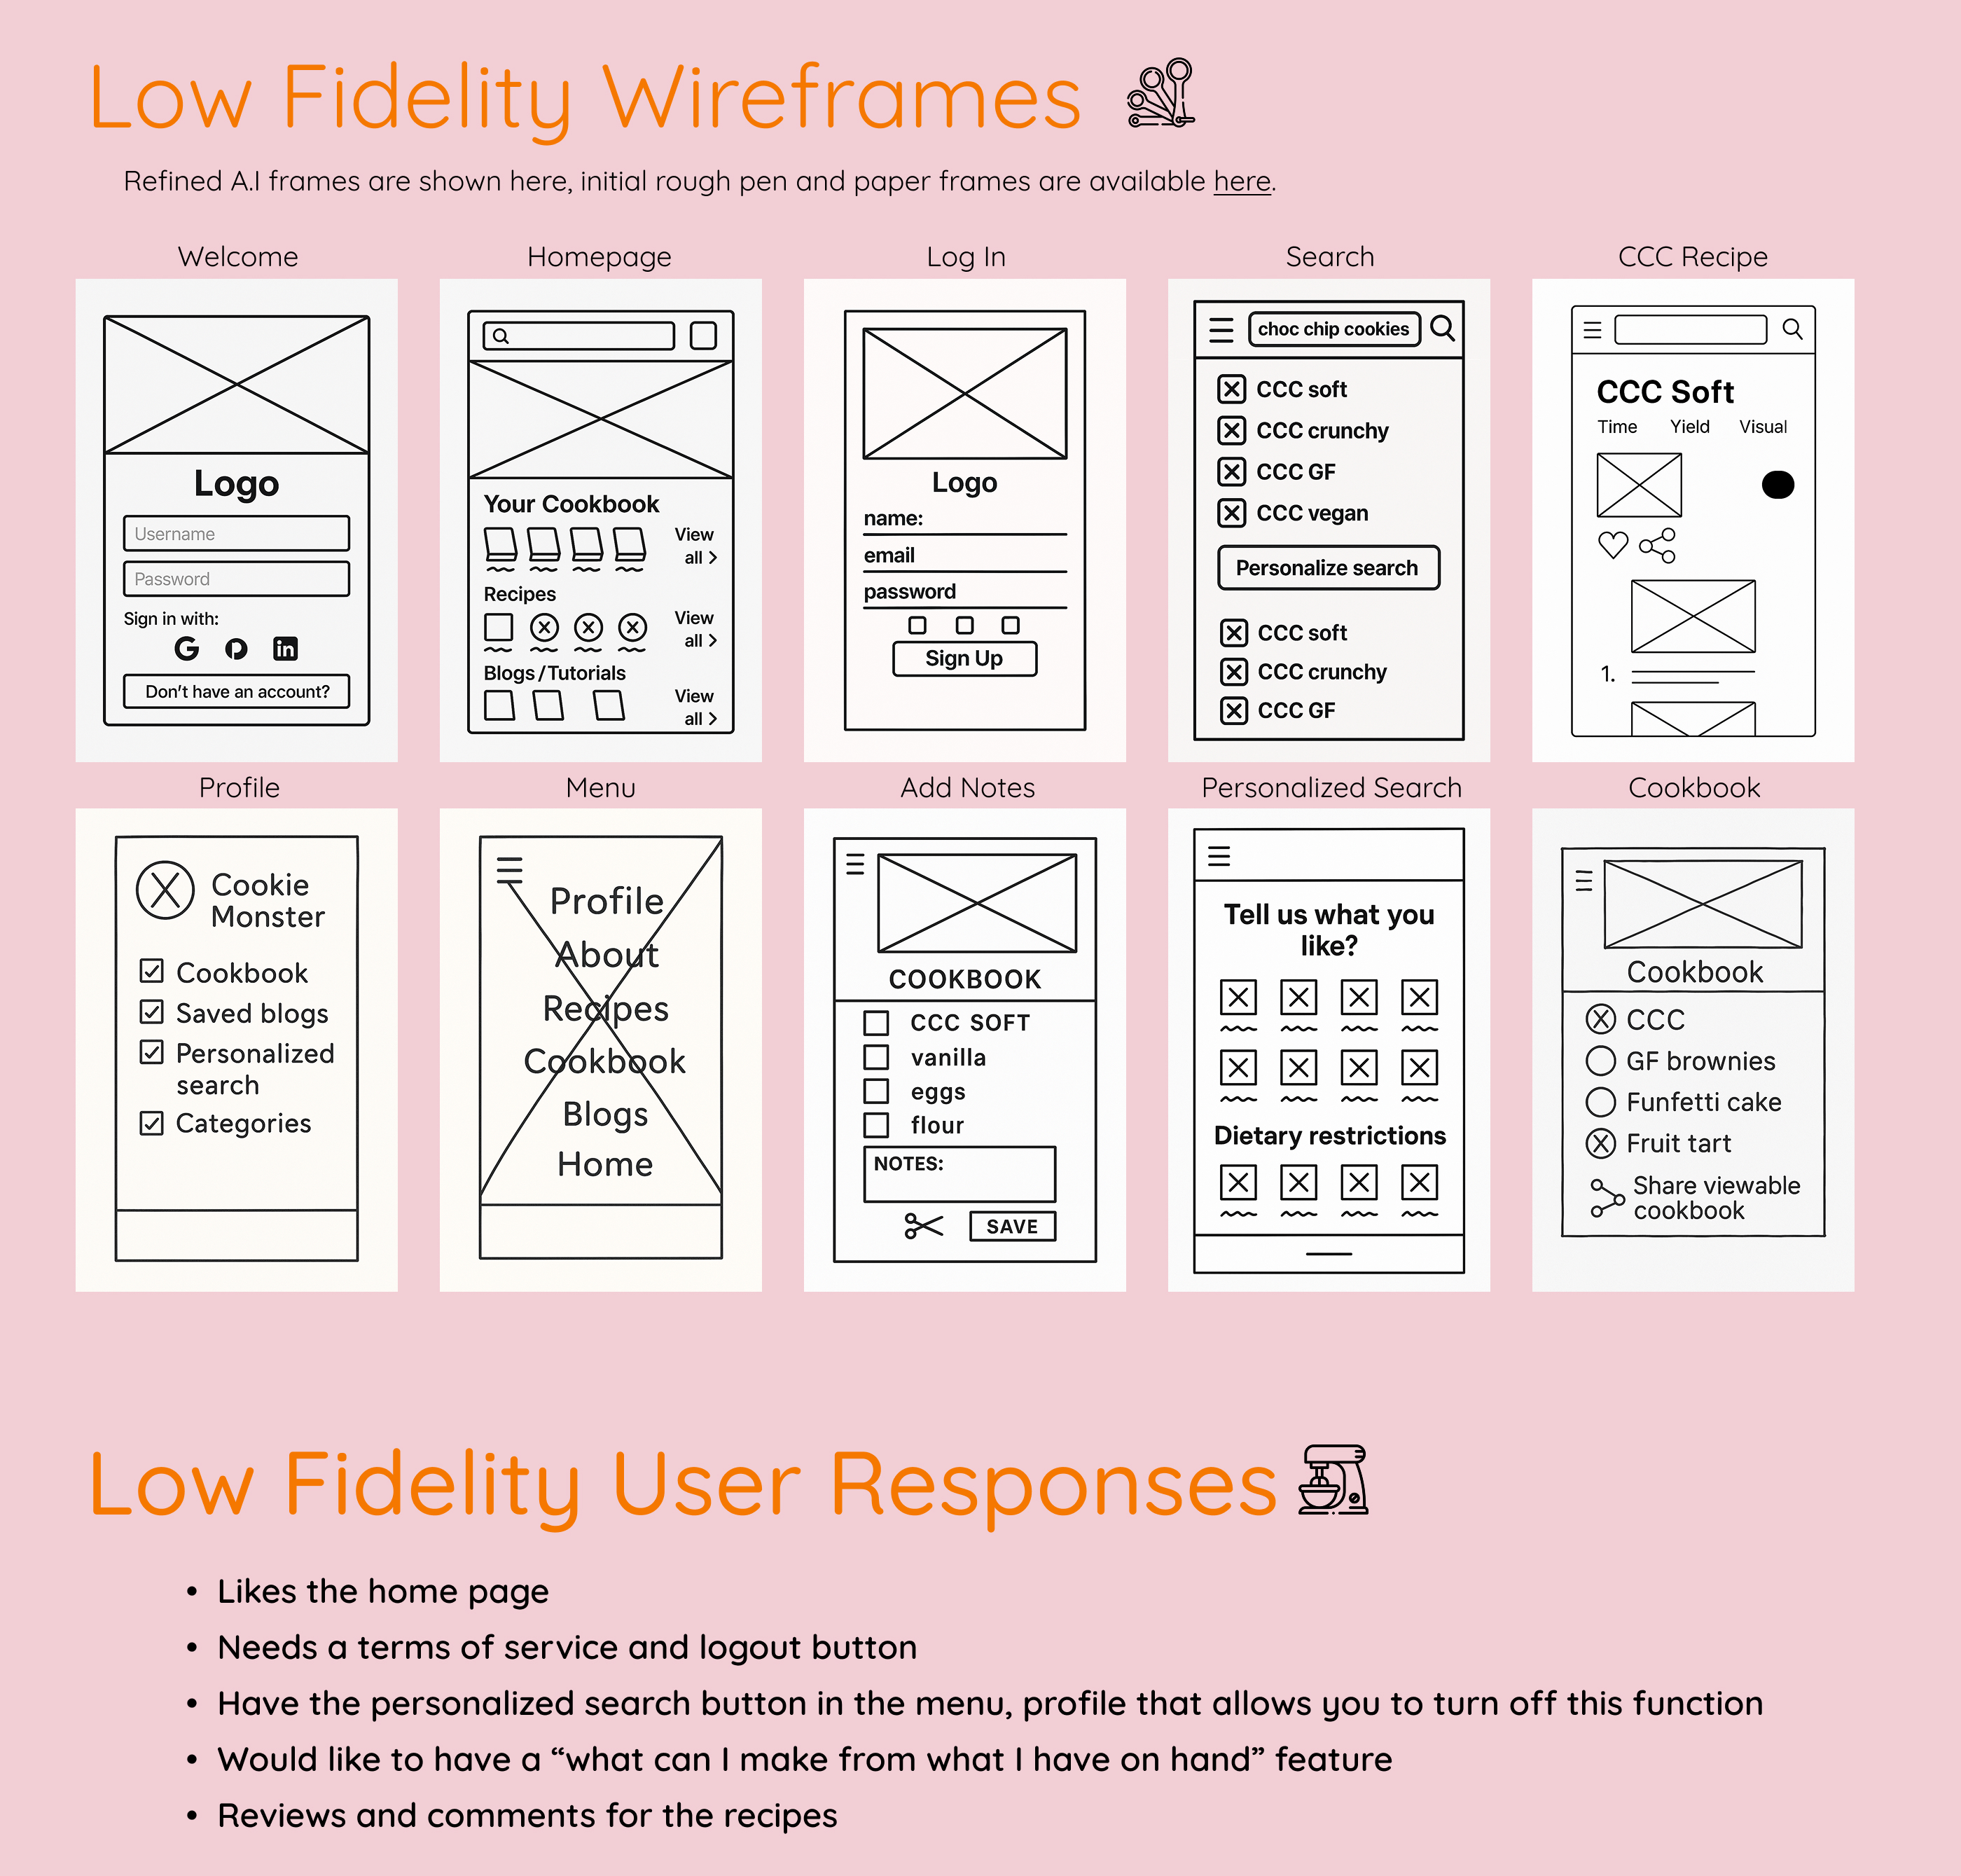 Low Fidelity Wireframes
Refined A.I frames are shown here, initial rough pen and paper frames are available here.
Welcome
Logo
Username
Password
Sign in with:
G
in
Don't have an account?
Homepage
Your Cookbook
View
all >
Recipes
View
all >
Blogs/Tutorials
View
all >
Log In
Logo
name:
email
password
Sign Up
Search
choc chip cookies
CCC soft
CCC crunchy
CCC GF
CCC vegan
Personalize search
CCC soft
CCC crunchy
CCC GF
CCC Recipe
CCC Soft
Time Yield Visual
1.
Profile
Cookie
Monster
Cookbook
Saved blogs
Personalized
search
Categories
Menu
Profile
About
Recipes
Cookbook
Blogs
Home
Add Notes
COOKBOOK
CCC SOFT
vanilla
eggs
flour
NOTES:
SAVE
Personalized Search
Tell us what you
like?
Dietary restrictions
Cookbook
Cookbook
CCC
GF brownies
Funfetti cake
Fruit tart
Share viewable
cookbook
Low Fidelity User Responses
• Likes the home page
• Needs a terms of service and logout button
• Have the personalized search button in the menu, profile that allows you to turn off this function
• Would like to have a “what can I make from what I have on hand” feature
• Reviews and comments for the recipes